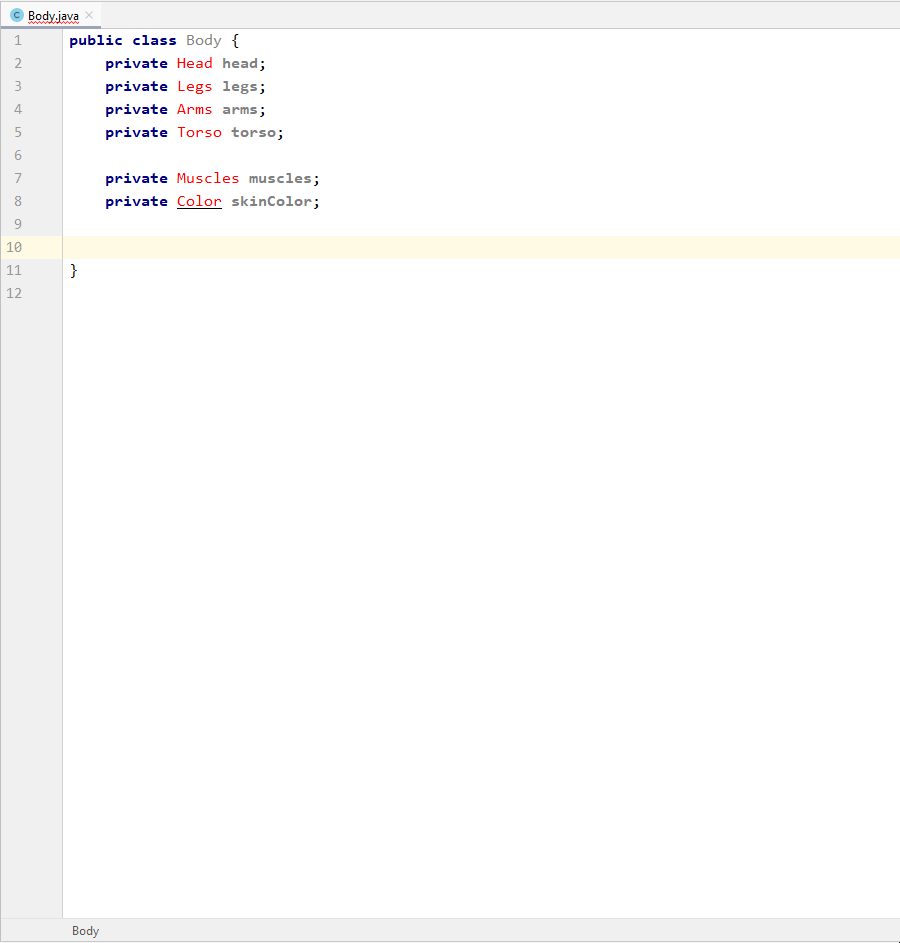 Body.java
1 public class Body {
2     private Head head;
3     private Legs legs;
4     private Arms arms;
5     private Torso torso;
6
7     private Muscles muscles;
8     private Color skinColor;
9
10
11 }
12
Body